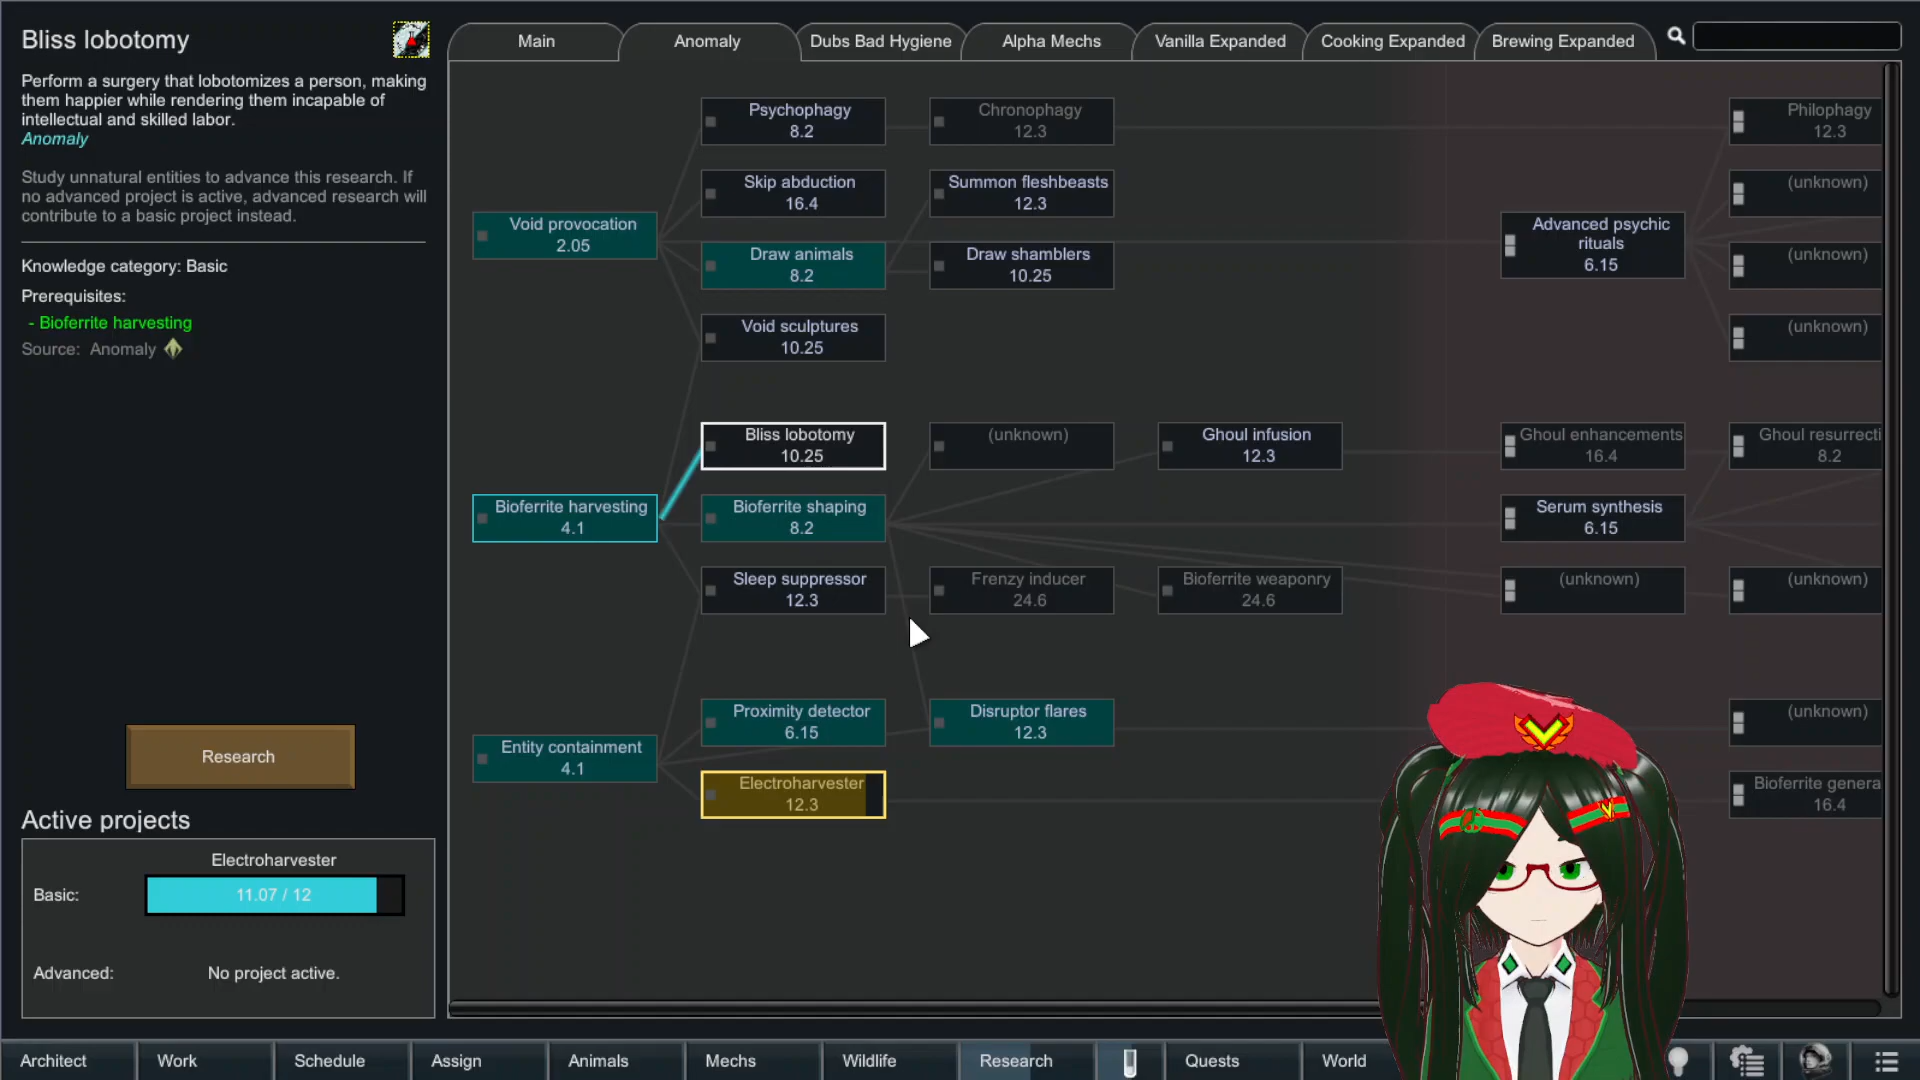 Bliss lobotomy
Perform a surgery that lobotomizes a person, making
them happier while rendering them incapable of
intellectual and skilled labor.
Anomaly
Study unnatural entities to advance this research. If
no advanced project is active, advanced research will
contribute to a basic project instead.
Knowledge category: Basic
Prerequisites:
- Bioferrite harvesting
Source: Anomaly
Research
Active projects
Electroharvester
Basic:
11.07 / 12
Advanced:
No project active.
Main
Anomaly
Dubs Bad Hygiene
Alpha Mechs
Vanilla Expanded
Cooking Expanded
Brewing Expanded
Psychophagy
8.2
Chronophagy
12.3
Philophagy
12.3
Skip abduction
16.4
Summon fleshbeasts
12.3
(unknown)
Void provocation
2.05
Advanced psychic
rituals
6.15
Draw animals
8.2
Draw shamblers
10.25
(unknown)
Void sculptures
10.25
(unknown)
Bliss lobotomy
10.25
(unknown)
Ghoul infusion
12.3
Ghoul enhancements
16.4
Ghoul resurrecti
8.2
Bioferrite harvesting
4.1
Bioferrite shaping
8.2
Serum synthesis
6.15
Sleep suppressor
12.3
Frenzy inducer
24.6
Bioferrite weaponry
24.6
(unknown)
(unknown)
Proximity detector
6.15
Disruptor flares
12.3
(unknown)
Entity containment
4.1
Electroharvester
12.3
Bioferrite genera
16.4
Architect
Work
Schedule
Assign
Animals
Mechs
Wildlife
Research
Quests
World